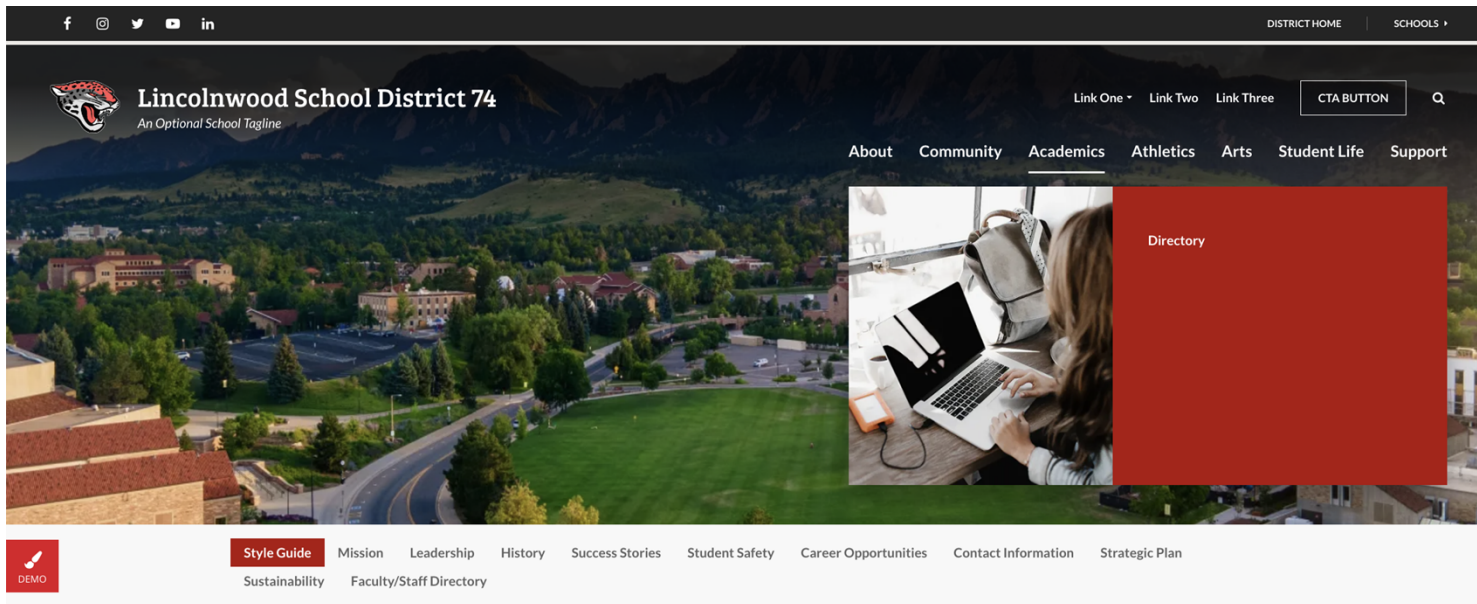 DISTRICT HOME SCHOOLS
Lincolnwood School District 74
An Optional School Tagline
Link One Link Two Link Three CTA BUTTON
About Community Academics Athletics Arts Student Life Support
Directory
Style Guide Mission Leadership History Success Stories Student Safety Career Opportunities Contact Information Strategic Plan
DEMO
Sustainability Faculty/Staff Directory